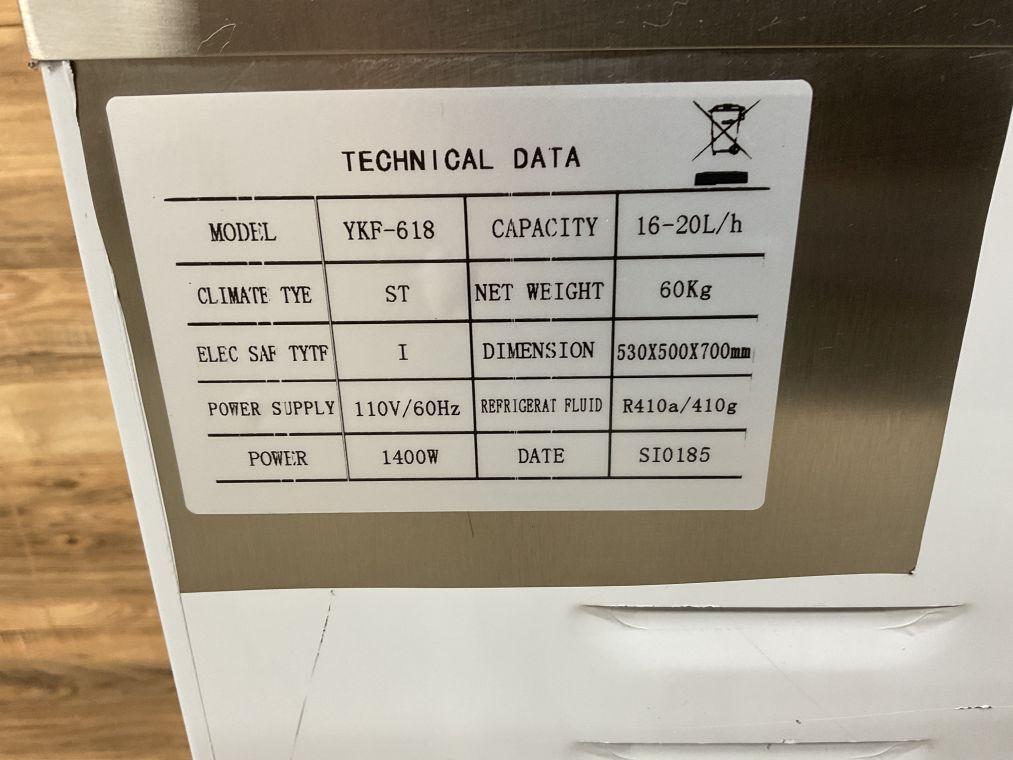 TECHNICAL DATA
MODEL YKF-618 CAPACITY 16-20L/h
CLIMATE TYE ST NET WEIGHT 60Kg
ELEC SAF TYTF I DIMENSION 530X500X700mm
POWER SUPPLY 110V/60Hz REFRIGERAT FLUID R410a/410g
POWER 1400W DATE SI0185